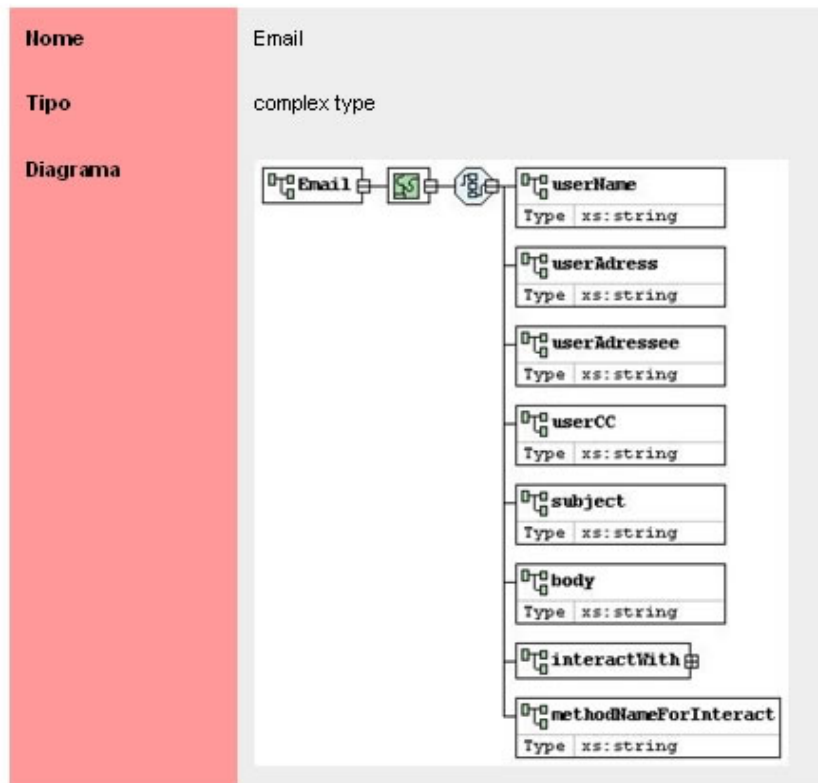 Nome Email
Tipo complex type
Diagrama
Email
userName
Type xs:string
userAdress
Type xs:string
userAdressee
Type xs:string
userCC
Type xs:string
subject
Type xs:string
body
Type xs:string
interactWith
methodNameForInteract
Type xs:string